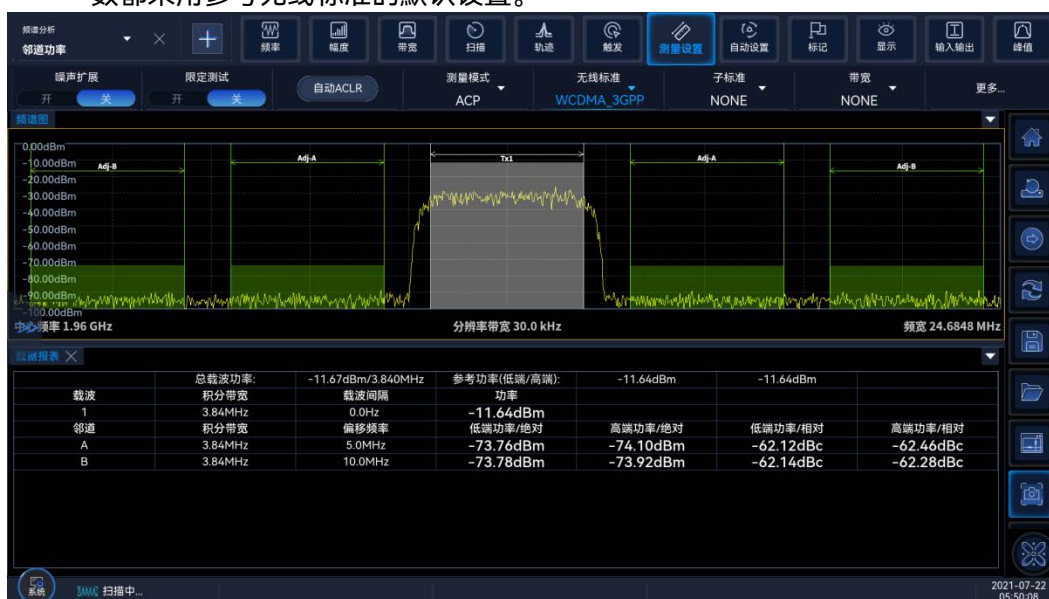 数都采用参考无线标准的默认设置。
频谱分析
邻道功率
频率
幅度
带宽
扫描
轨迹
触发
测量设置
自动设置
标记
显示
输入输出
峰值
噪声扩展
开 关
限定测试
开 关
自动ACLR
测量模式
ACP
无线标准
WCDMA_3GPP
子标准
NONE
带宽
NONE
更多...
频谱图
0.00dBm
-10.00dBm
-20.00dBm
-30.00dBm
-40.00dBm
-50.00dBm
-60.00dBm
-70.00dBm
-80.00dBm
-90.00dBm
-100.00dBm
Adj-B
Adj-A
Tx1
Adj-A
Adj-B
中心频率 1.96 GHz
分辨率带宽 30.0 kHz
频宽 24.6848 MHz
数据报表
总载波功率: -11.67dBm/3.840MHz 参考功率(低端/高端): -11.64dBm -11.64dBm
载波 积分带宽 载波间隔 功率
1 3.84MHz 0.0Hz -11.64dBm
邻道 积分带宽 偏移频率 低端功率/绝对 高端功率/绝对 低端功率/相对 高端功率/相对
A 3.84MHz 5.0MHz -73.76dBm -74.10dBm -62.12dBc -62.46dBc
B 3.84MHz 10.0MHz -73.78dBm -73.92dBm -62.14dBc -62.28dBc
系统
扫描中...
2021-07-22
05:50:08